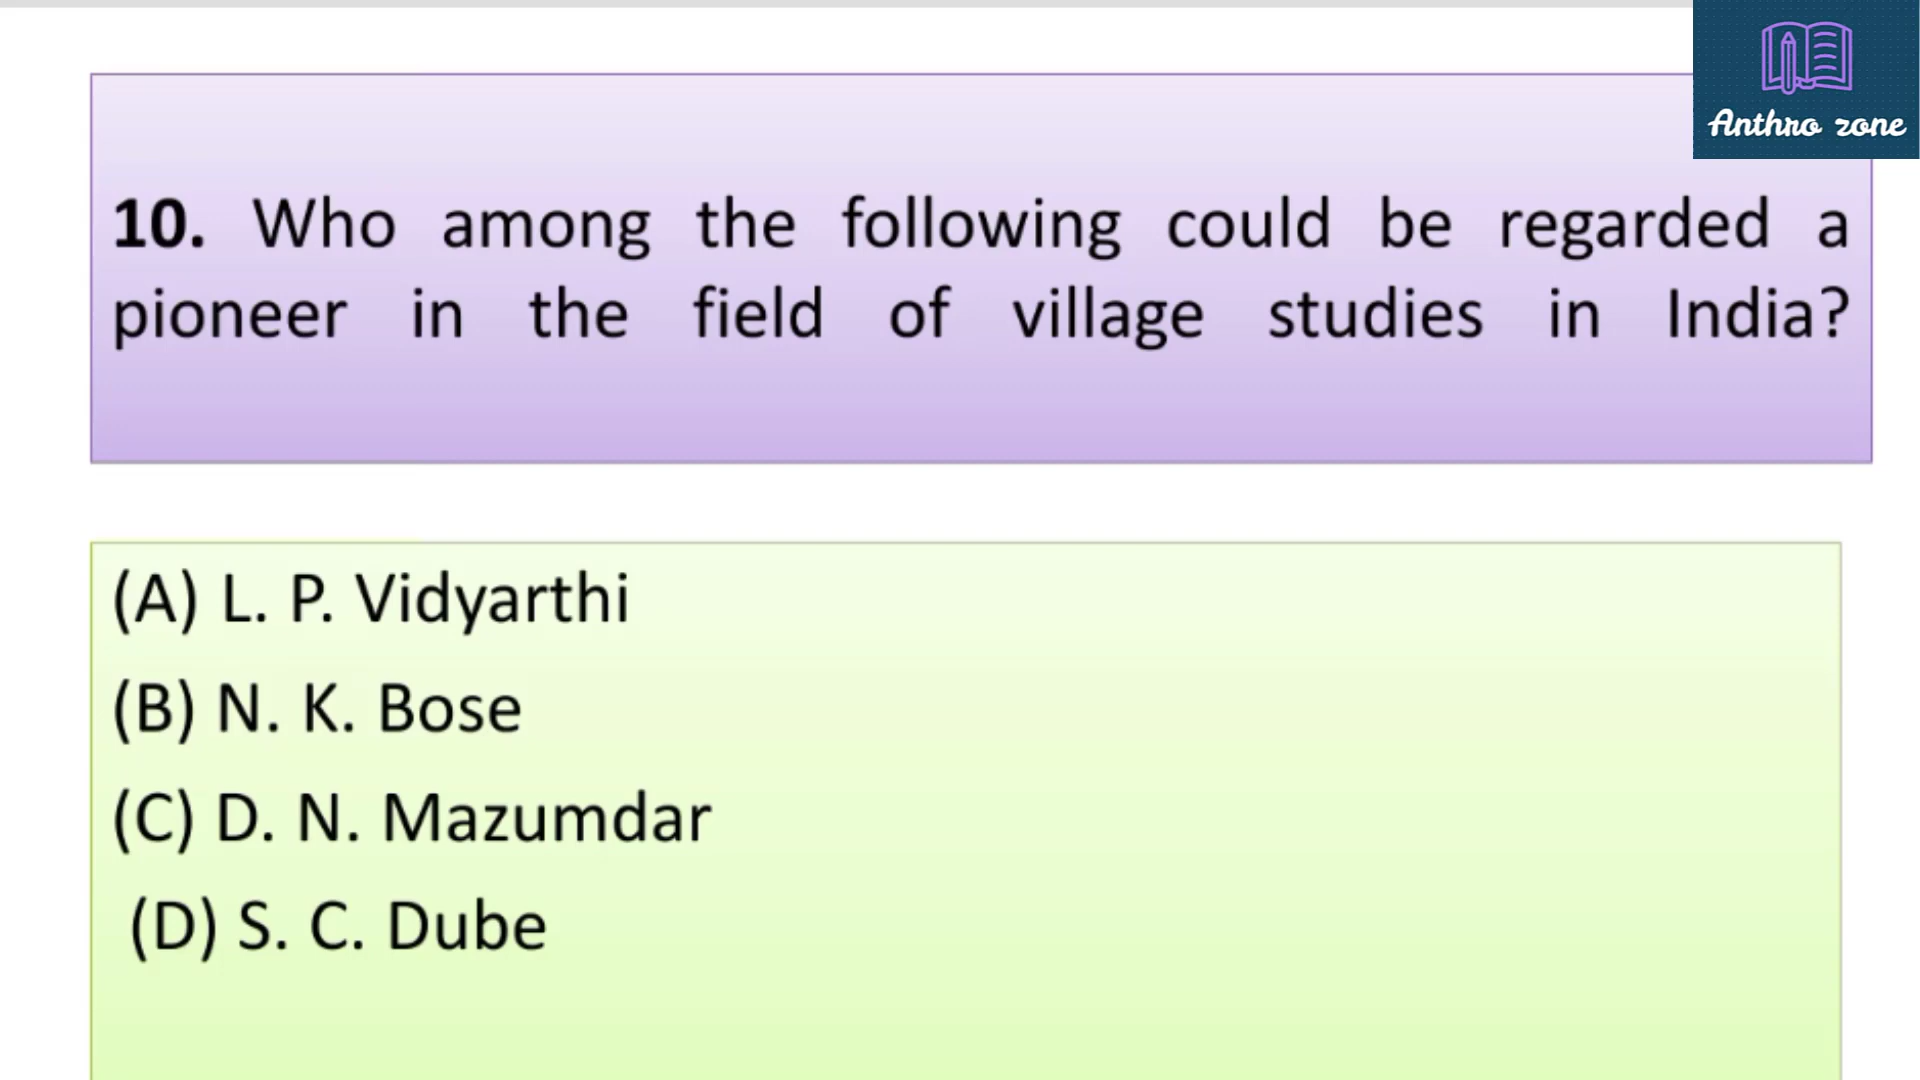 Anthro zone
10. Who among the following could be regarded a
pioneer in the field of village studies in India?
(A) L. P. Vidyarthi
(B) N. K. Bose
(C) D. N. Mazumdar
(D) S. C. Dube